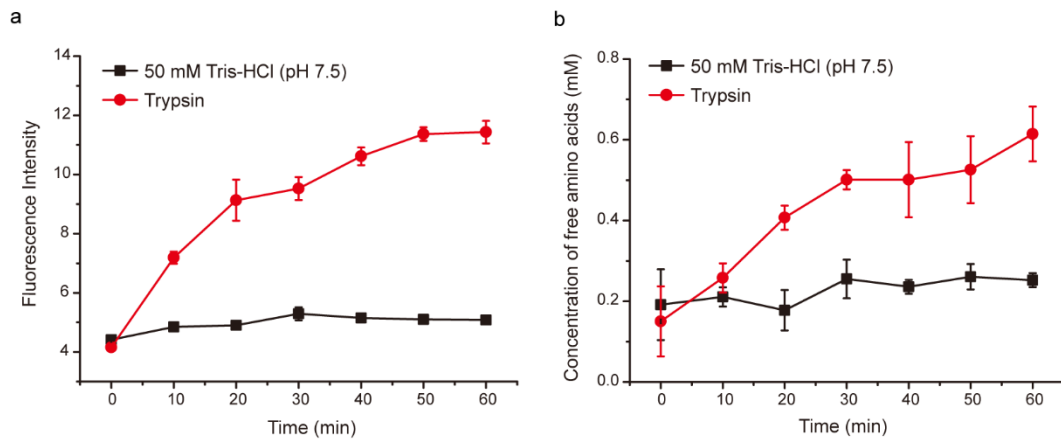 a
14
12
10
8
6
4
Fluorescence Intensity
50 mM Tris-HCl (pH 7.5)
Trypsin
0 10 20 30 40 50 60
Time (min)
b
0.8
0.6
0.4
0.2
0.0
Concentration of free amino acids (mM)
50 mM Tris-HCl (pH 7.5)
Trypsin
0 10 20 30 40 50 60
Time (min)